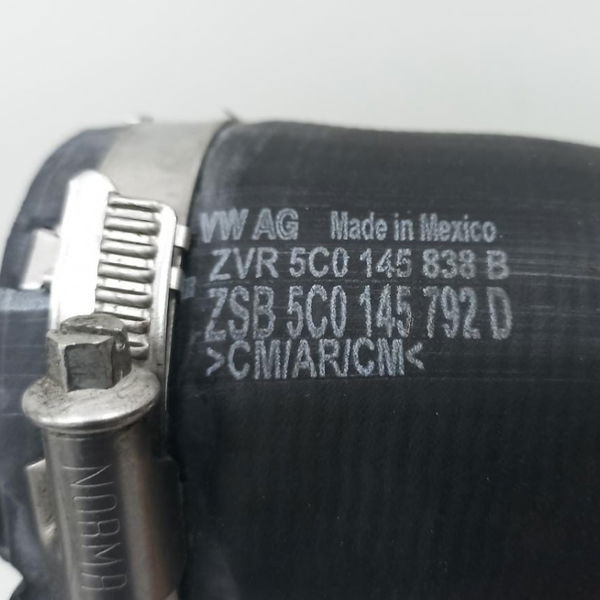 VW AG Made in Mexico
ZVR 5C0 145 838 B
ZSB 5C0 145 792 D
>CM/AR/CM<
NORMA